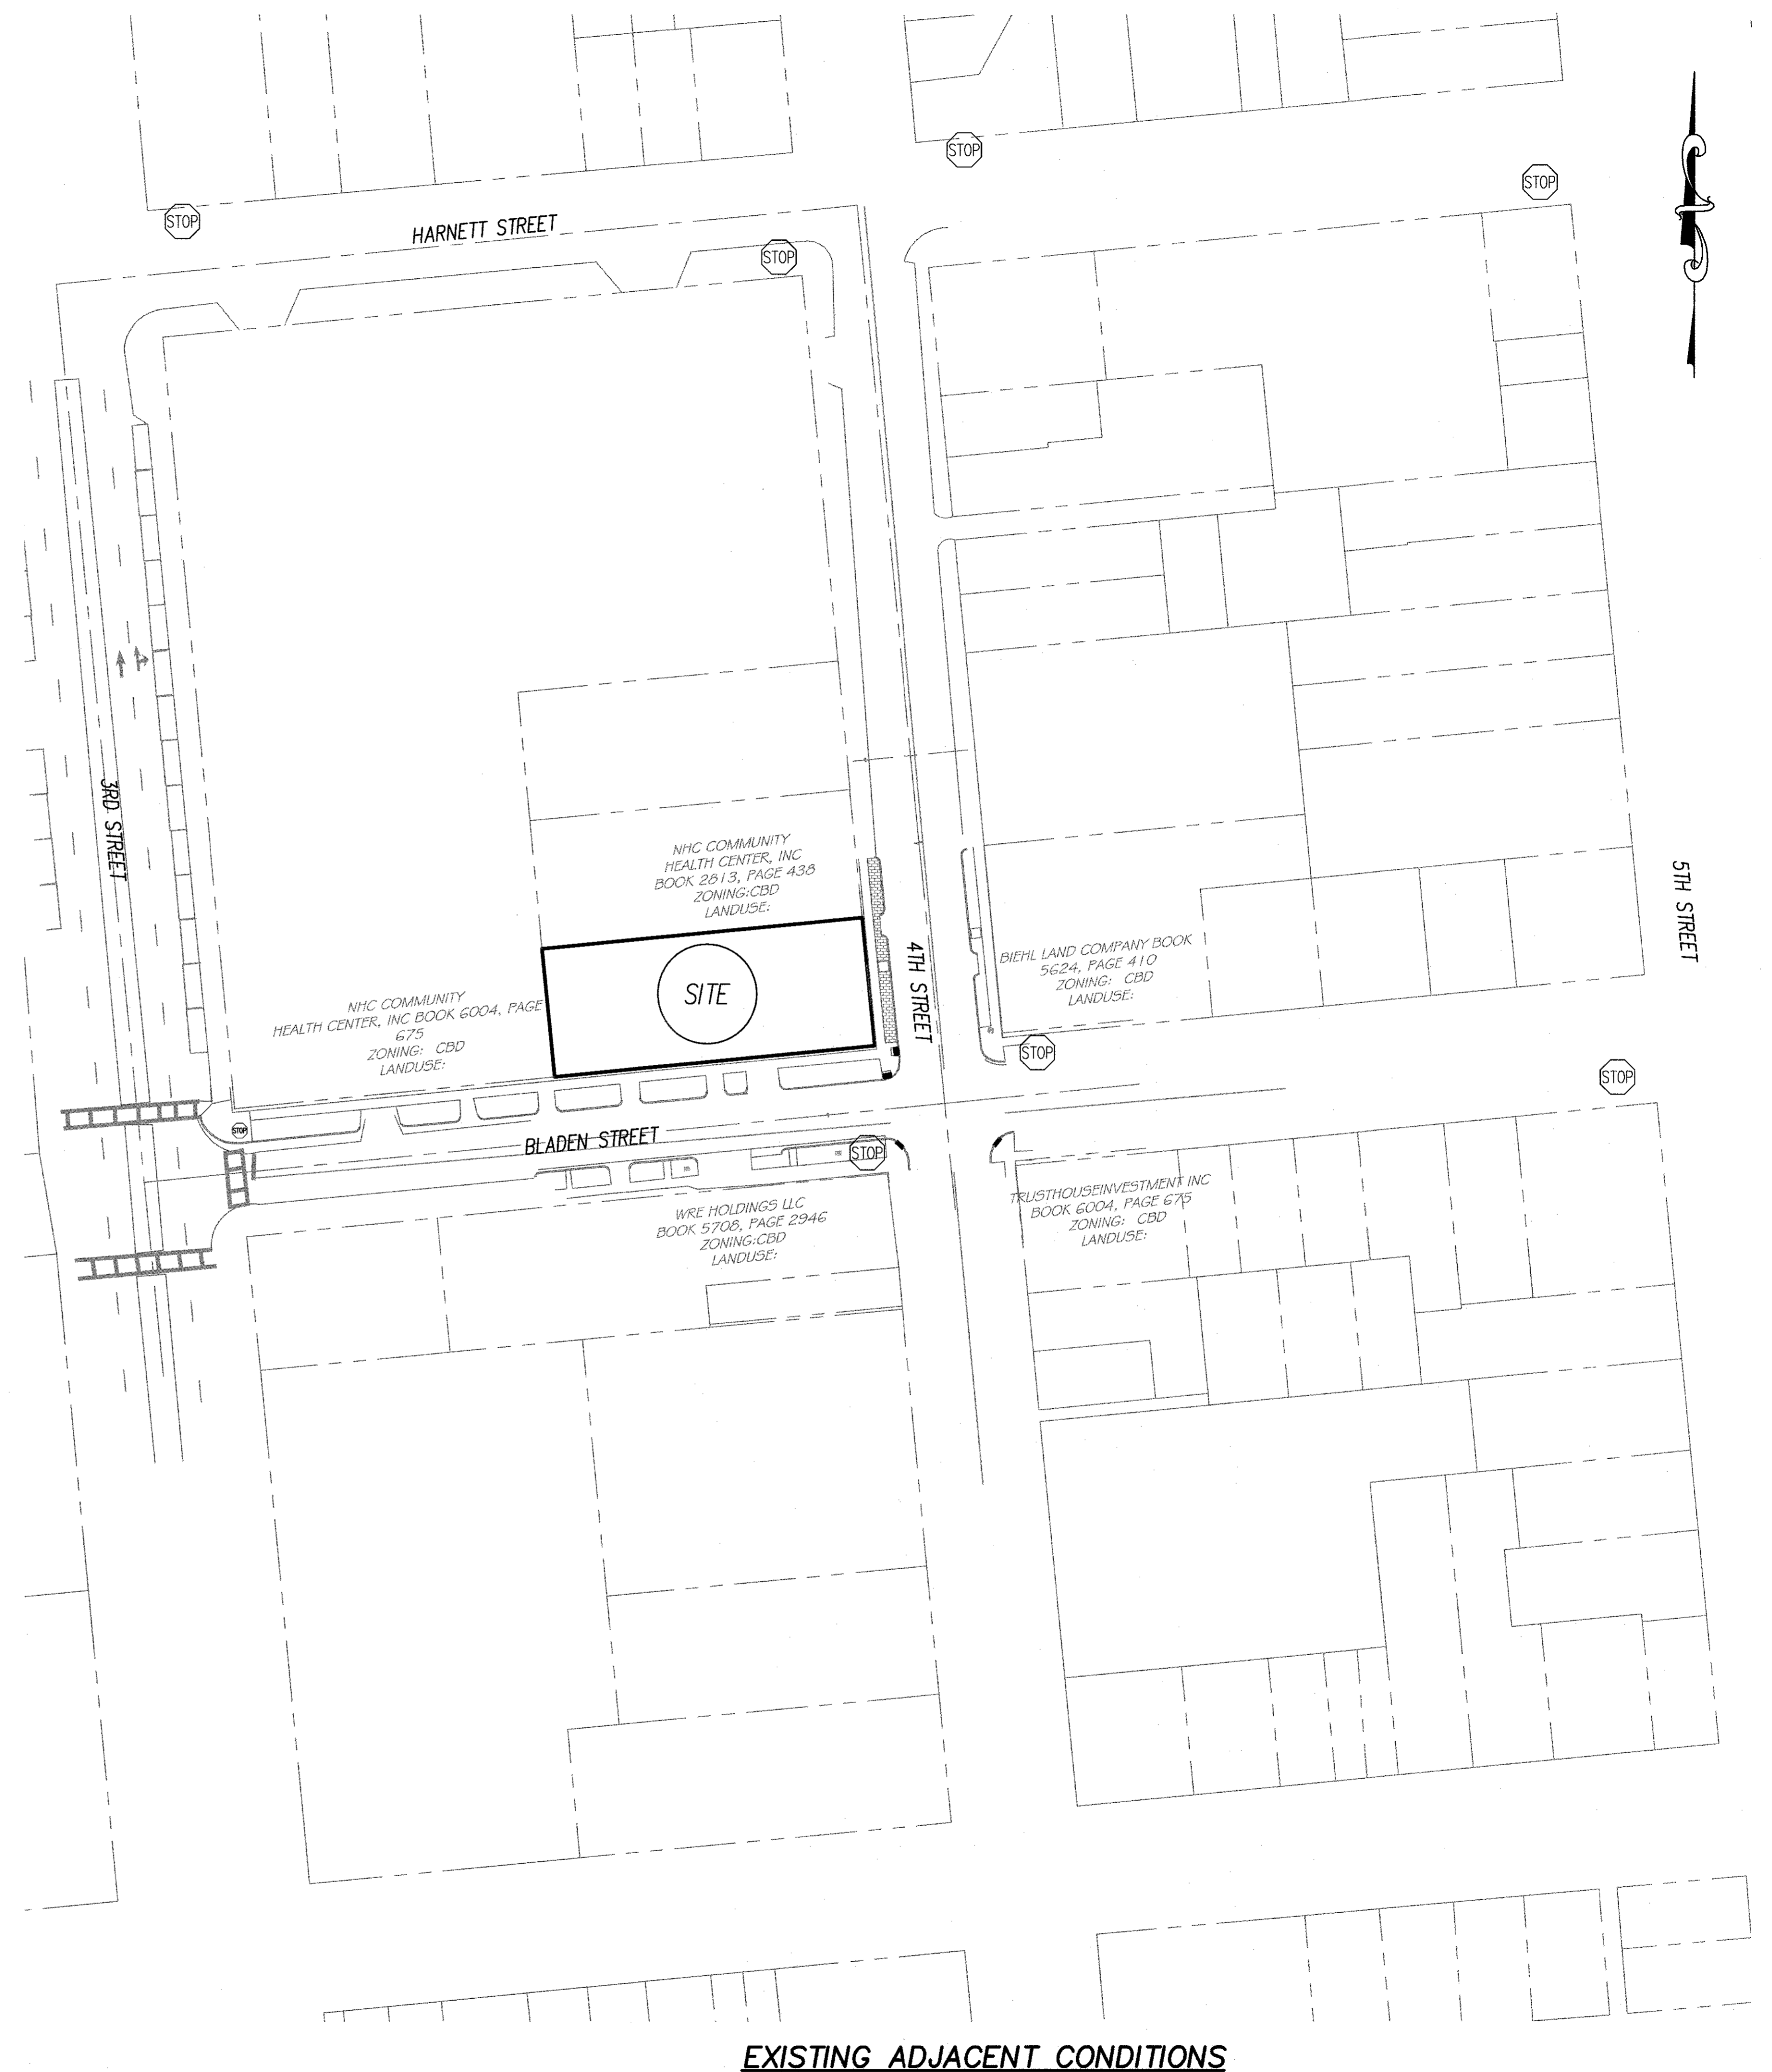 STOP
STOP
STOP
HARNETT STREET
STOP
3RD STREET
NHC COMMUNITY
HEALTH CENTER, INC
BOOK 2813, PAGE 438
ZONING:CBD
LANDUSE:
5TH STREET
4TH STREET
BIEHL LAND COMPANY BOOK
5624, PAGE 410
ZONING: CBD
LANDUSE:
SITE
NHC COMMUNITY
HEALTH CENTER, INC BOOK 6004, PAGE
675
ZONING: CBD
LANDUSE:
STOP
STOP
STOP
BLADEN STREET
STOP
TRUSTHOUSEINVESTMENT INC
BOOK 6004, PAGE 675
ZONING: CBD
LANDUSE:
WRE HOLDINGS LLC
BOOK 5708, PAGE 2946
ZONING:CBD
LANDUSE:
EXISTING ADJACENT CONDITIONS